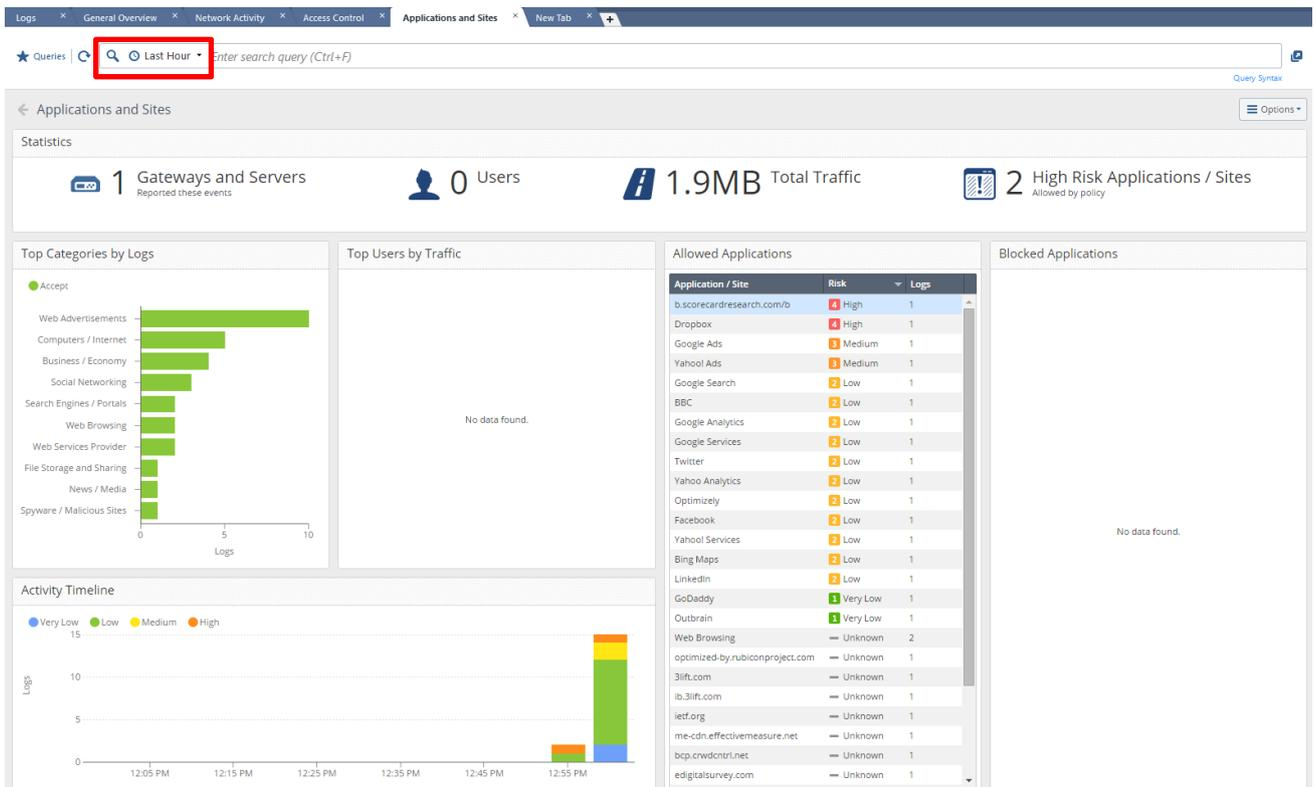 Logs × General Overview × Network Activity × Access Control × Applications and Sites × New Tab × +
Queries Last Hour Enter search query (Ctrl+F)
Query Syntax
Applications and Sites Options
Statistics
1 Gateways and Servers
Reported these events
0 Users
1.9MB Total Traffic
2 High Risk Applications / Sites
Allowed by policy
Top Categories by Logs
Accept
Web Advertisements
Computers / Internet
Business / Economy
Social Networking
Search Engines / Portals
Web Browsing
Web Services Provider
File Storage and Sharing
News / Media
Spyware / Malicious Sites
0 5 10
Logs
Top Users by Traffic
No data found.
Allowed Applications
Application / Site Risk Logs
b.scorecardresearch.com/b 4 High 1
Dropbox 4 High 1
Google Ads 3 Medium 1
Yahoo! Ads 3 Medium 1
Google Search 2 Low 1
BBC 2 Low 1
Google Analytics 2 Low 1
Google Services 2 Low 1
Twitter 2 Low 1
Yahoo Analytics 2 Low 1
Optimizely 2 Low 1
Facebook 2 Low 1
Yahoo! Services 2 Low 1
Bing Maps 2 Low 1
LinkedIn 2 Low 1
GoDaddy 1 Very Low 1
Outbrain 1 Very Low 1
Web Browsing — Unknown 2
optimized-by.rubiconproject.com — Unknown 1
3lift.com — Unknown 1
ib.3lift.com — Unknown 1
ietf.org — Unknown 1
me-cdn.effectivemeasure.net — Unknown 1
bcp.crwdcntrl.net — Unknown 1
edigitalsurvey.com — Unknown 1
Blocked Applications
No data found.
Activity Timeline
Very Low Low Medium High
15
10
5
0
Logs
12:05 PM 12:15 PM 12:25 PM 12:35 PM 12:45 PM 12:55 PM